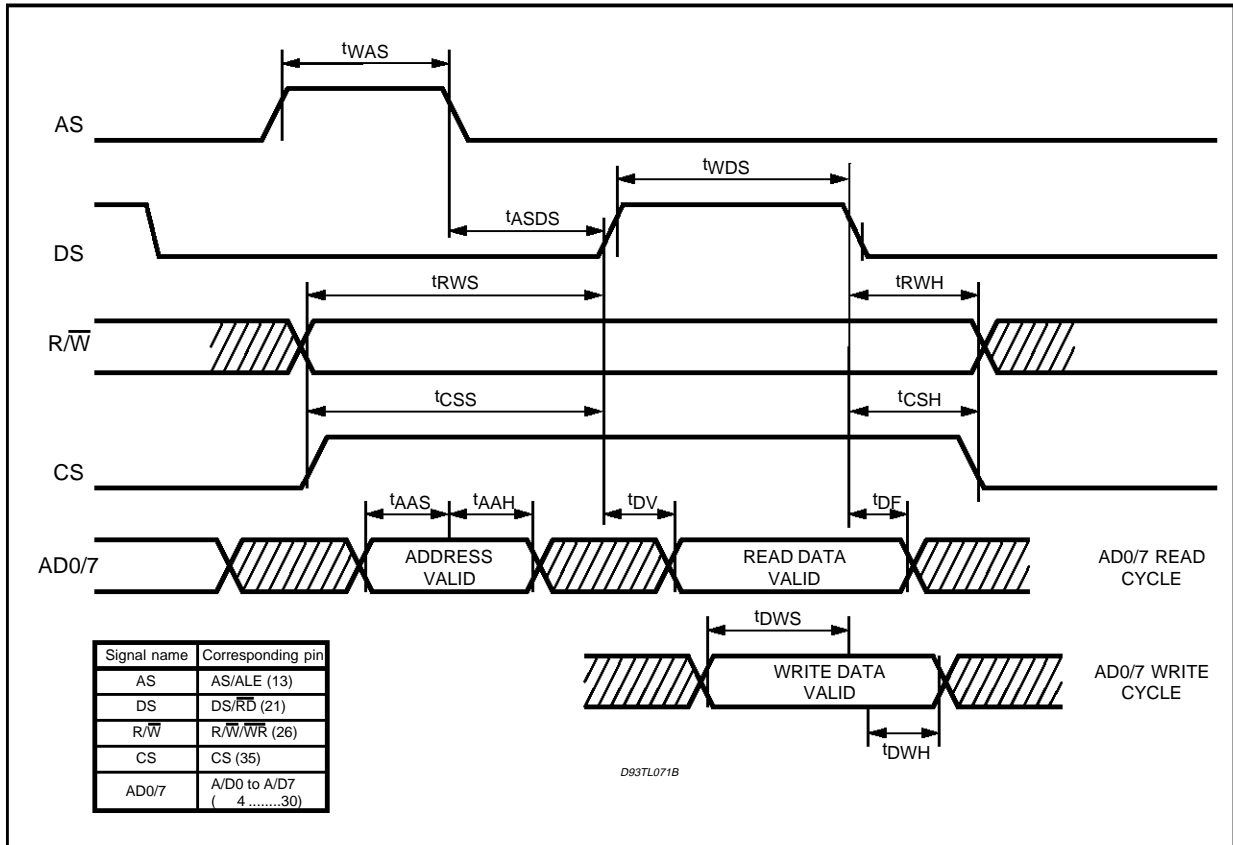 tWAS
AS
tWDS
tASDS
DS
tRWS
tRWH
R/W̅
tCSS
tCSH
CS
tAAS
tAAH
tDV
tDF
AD0/7
ADDRESS
VALID
READ DATA
VALID
AD0/7 READ
CYCLE
tDWS
WRITE DATA
VALID
AD0/7 WRITE
CYCLE
tDWH
Signal name Corresponding pin
AS AS/ALE (13)
DS DS/R̅D̅ (21)
R/W̅ R/W̅/W̅R̅ (26)
CS CS (35)
AD0/7 A/D0 to A/D7
( 4 ........30)
D93TL071B